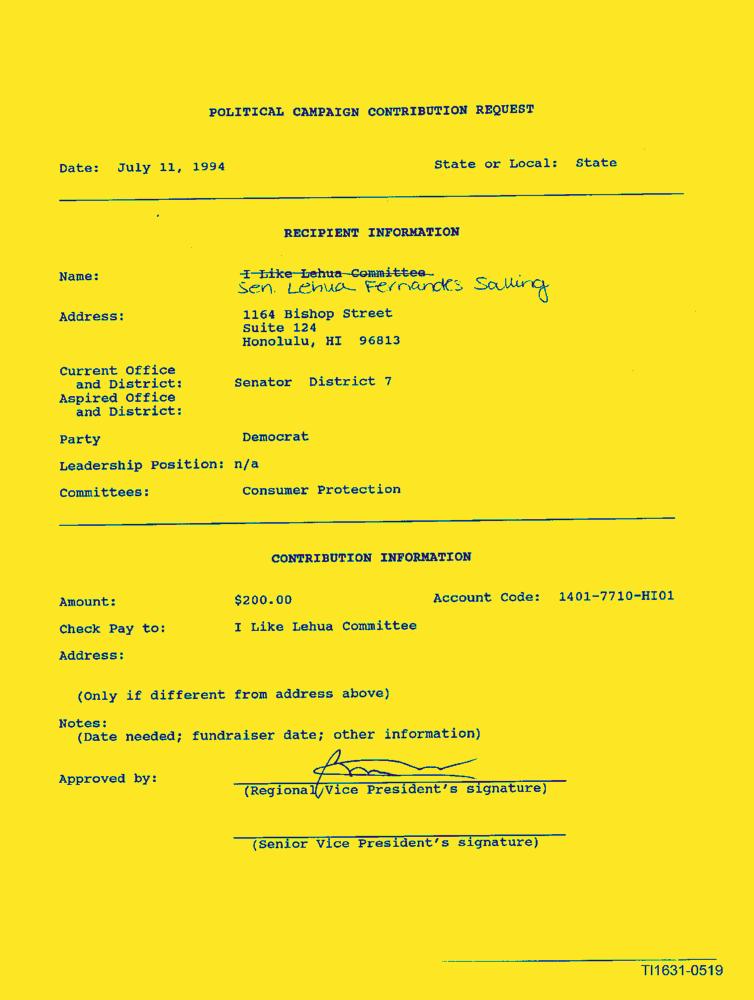 POLITICAL CAMPAIGN CONTRIBUTION REQUEST
Date: July 11, 1994 State or Local: State
RECIPIENT INFORMATION
Name: I Like Lehua Committee
Sen. Lehua Fernandes Salling
Address: 1164 Bishop Street
Suite 124
Honolulu, HI 96813
Current Office
and District: Senator District 7
Aspired Office
and District:
Party Democrat
Leadership Position: n/a
Committees: Consumer Protection
CONTRIBUTION INFORMATION
Amount: $200.00 Account Code: 1401-7710-HI01
Check Pay to: I Like Lehua Committee
Address:
(Only if different from address above)
Notes:
(Date needed; fundraiser date; other information)
Approved by:
(Regional Vice President's signature)
(Senior Vice President's signature)
TI1631-0519